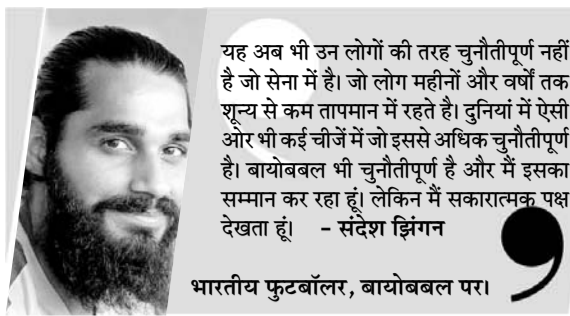 यह अब भी उन लोगों की तरह चुनौतीपूर्ण नहीं
है जो सेना में है। जो लोग महीनों और वर्षों तक
शून्य से कम तापमान में रहते है। दुनियां में ऐसी
ओर भी कई चीजें में जो इससे अधिक चुनौतीपूर्ण
है। बायोबबल भी चुनौतीपूर्ण है और मैं इसका
सम्मान कर रहा हूं। लेकिन मैं सकारात्मक पक्ष
देखता हूं। - संदेश झिंगन
भारतीय फुटबॉलर, बायोबबल पर।